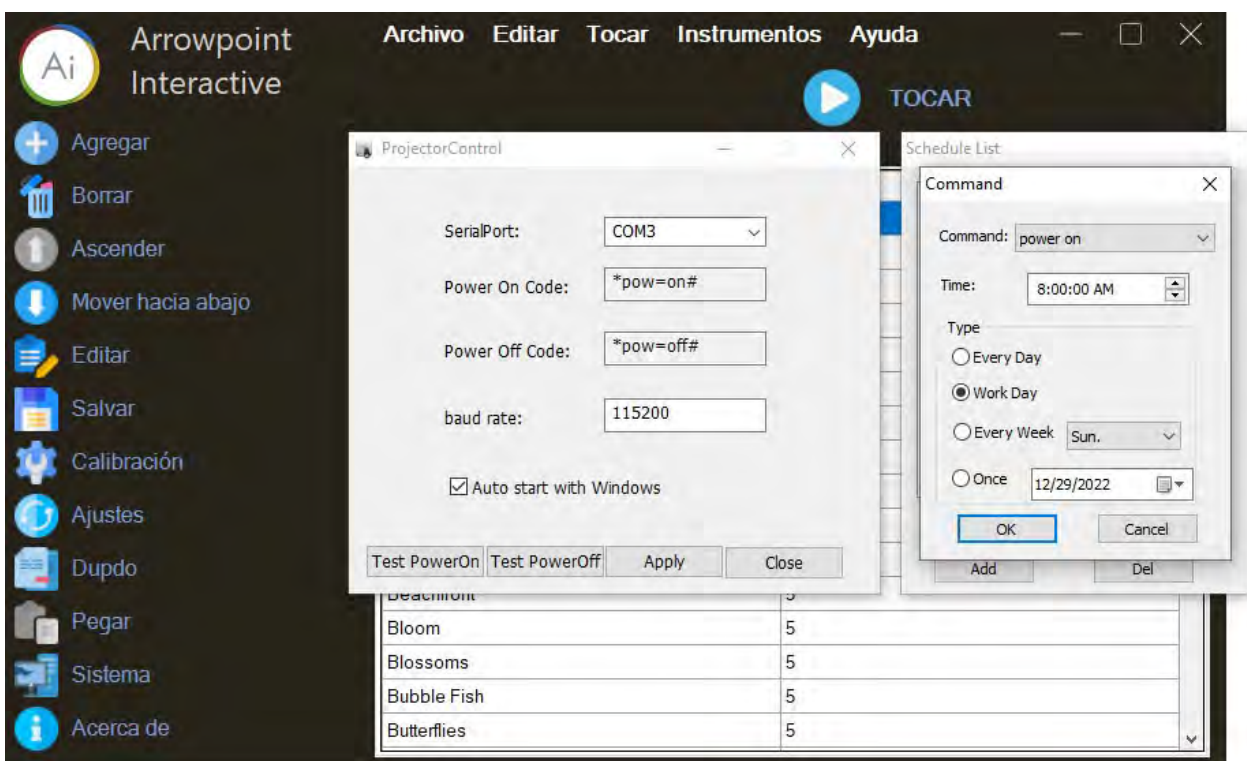 Ai
Arrowpoint
Interactive
Archivo Editar Tocar Instrumentos Ayuda
TOCAR
Agregar
Borrar
Ascender
Mover hacia abajo
Editar
Salvar
Calibración
Ajustes
Dupdo
Pegar
Sistema
Acerca de
ProjectorControl
SerialPort: COM3
Power On Code: *pow=on#
Power Off Code: *pow=off#
baud rate: 115200
Auto start with Windows
Test PowerOn Test PowerOff Apply Close
Schedule List
Command
Command: power on
Time: 8:00:00 AM
Type
Every Day
Work Day
Every Week Sun.
Once 12/29/2022
OK Cancel
Add Del
Beachfront 5
Bloom 5
Blossoms 5
Bubble Fish 5
Butterflies 5